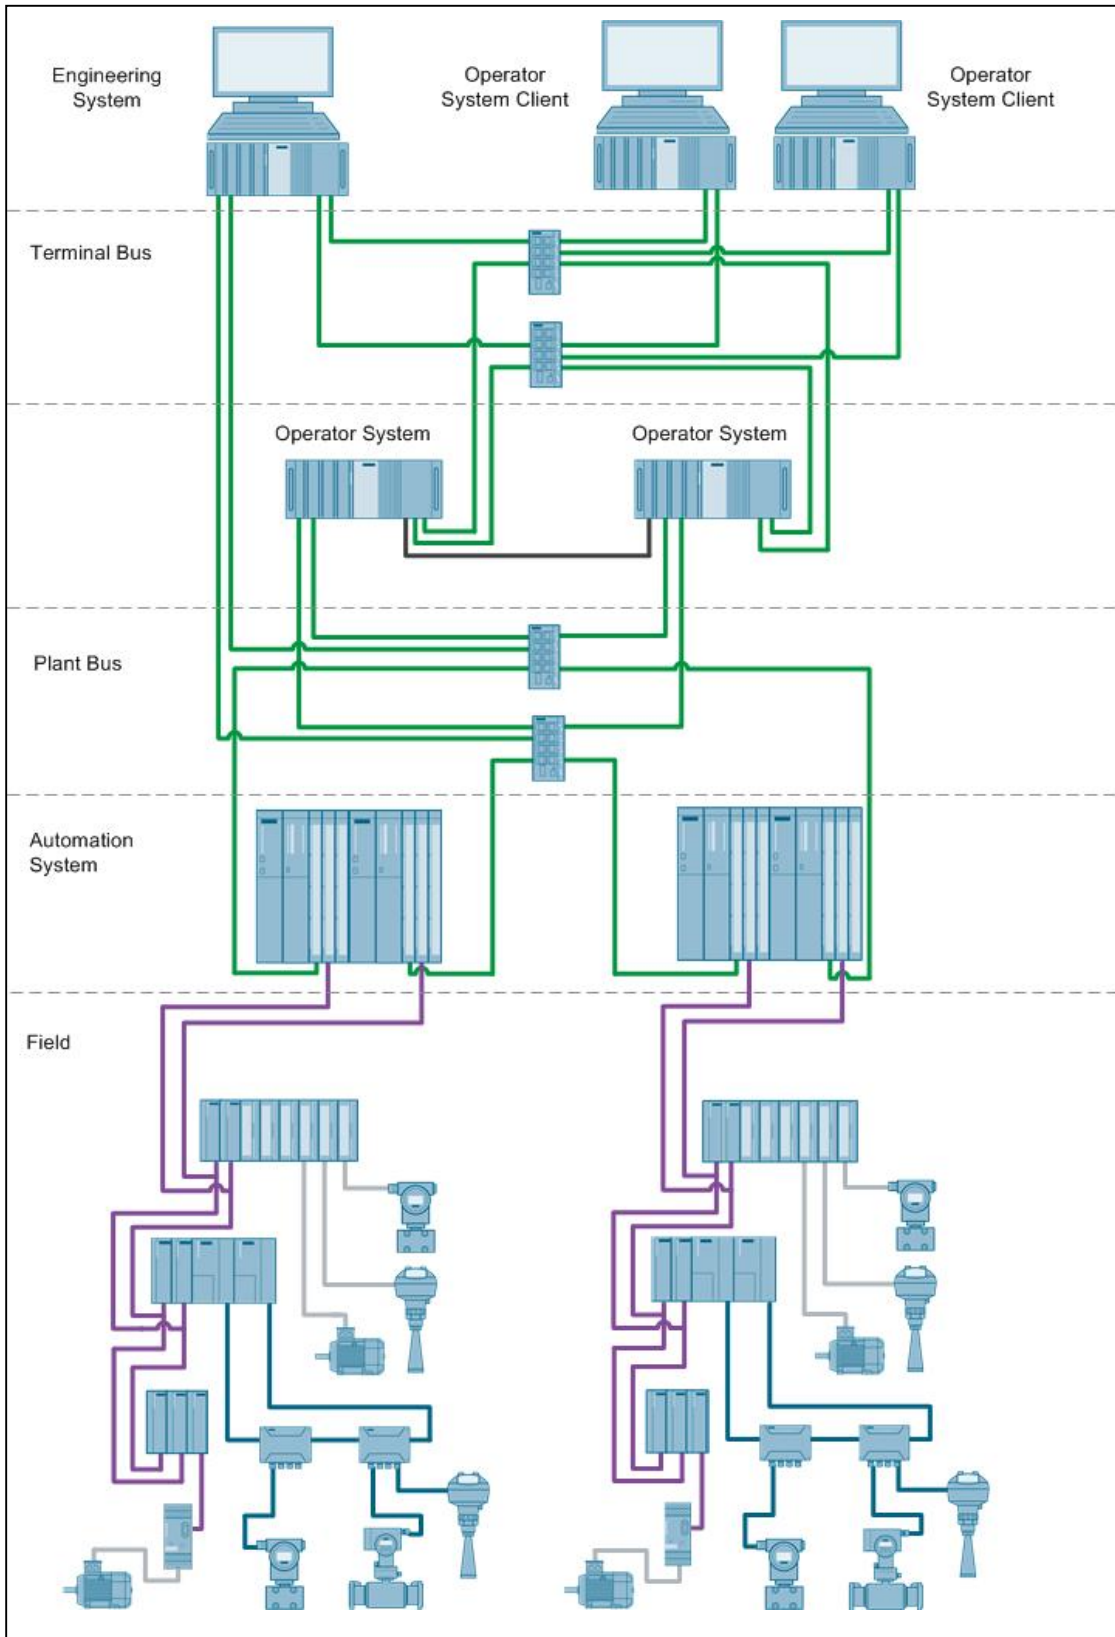 Engineering
System
Operator
System Client
Operator
System Client
Terminal Bus
Operator System
Operator System
Plant Bus
Automation
System
Field